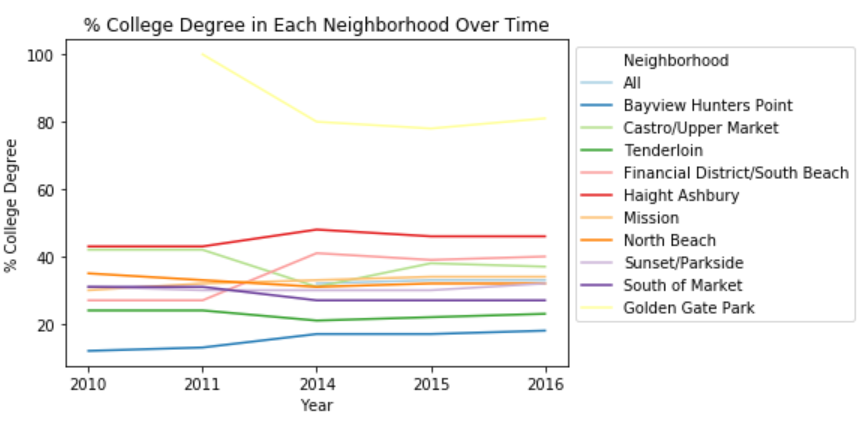 % College Degree in Each Neighborhood Over Time
100
80
60
40
20
% College Degree
2010 2011 2014 2015 2016
Year
Neighborhood
All
Bayview Hunters Point
Castro/Upper Market
Tenderloin
Financial District/South Beach
Haight Ashbury
Mission
North Beach
Sunset/Parkside
South of Market
Golden Gate Park